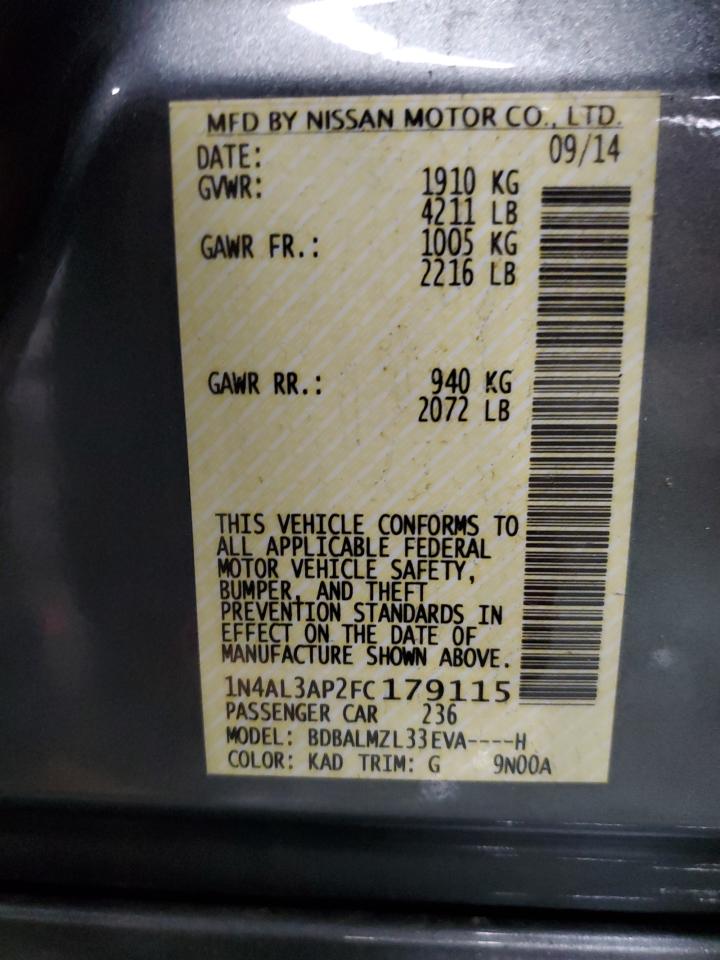 MFD BY NISSAN MOTOR CO., LTD.
DATE: 09/14
GVWR: 1910 KG
4211 LB
GAWR FR.: 1005 KG
2216 LB
GAWR RR.: 940 KG
2072 LB
THIS VEHICLE CONFORMS TO
ALL APPLICABLE FEDERAL
MOTOR VEHICLE SAFETY,
BUMPER, AND THEFT
PREVENTION STANDARDS IN
EFFECT ON THE DATE OF
MANUFACTURE SHOWN ABOVE.
1N4AL3AP2FC179115
PASSENGER CAR 236
MODEL: BDBALMZL33EVA----H
COLOR: KAD TRIM: G 9N00A